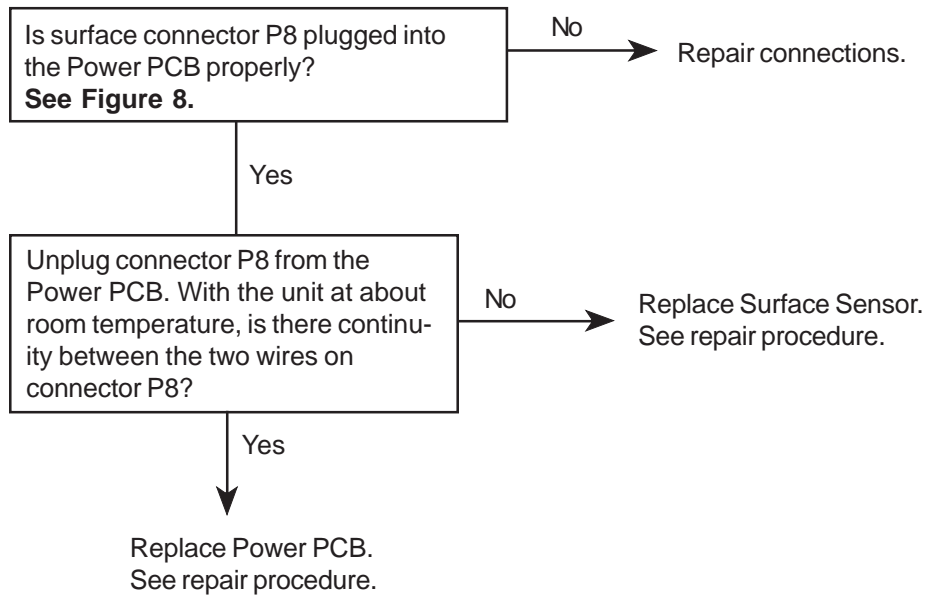 Is surface connector P8 plugged into
the Power PCB properly?
See Figure 8.
No
Repair connections.
Yes
Unplug connector P8 from the
Power PCB. With the unit at about
room temperature, is there continu-
ity between the two wires on
connector P8?
No
Replace Surface Sensor.
See repair procedure.
Yes
Replace Power PCB.
See repair procedure.